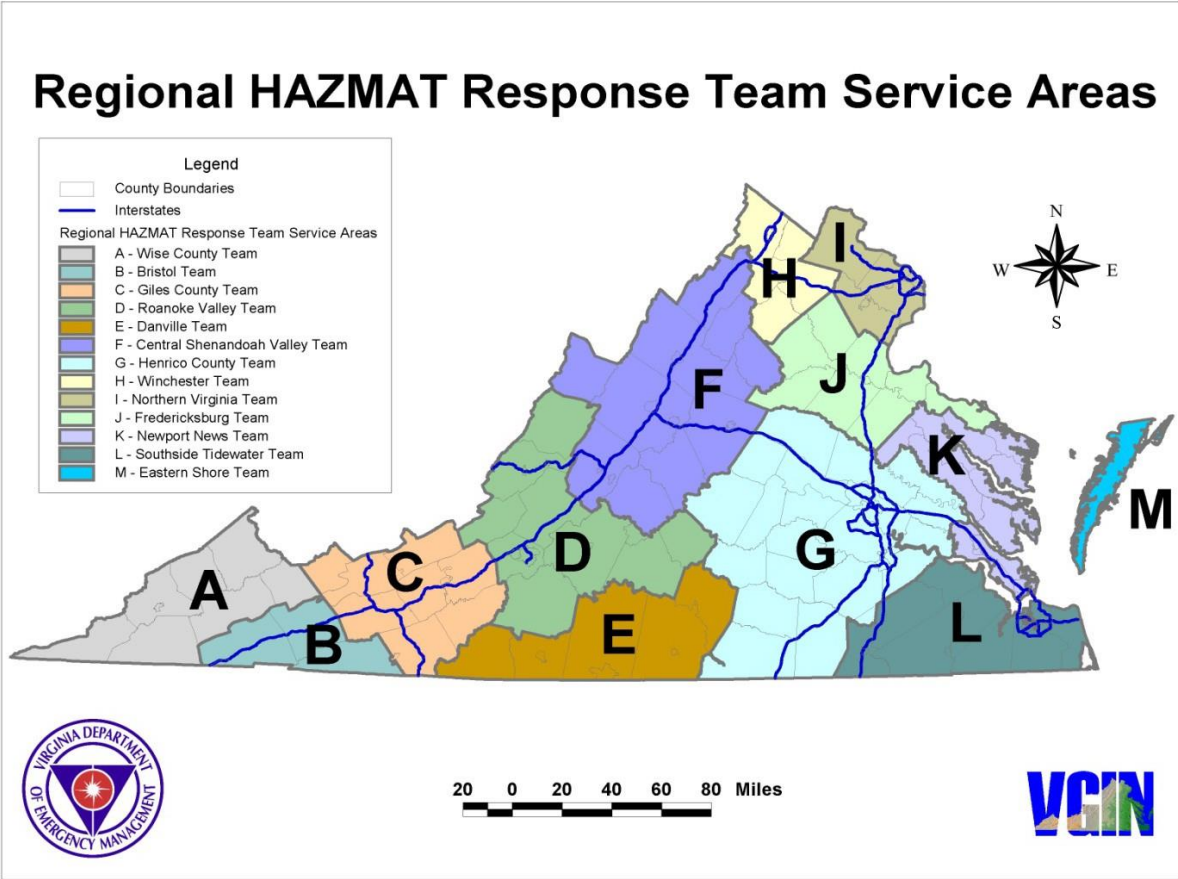 Regional HAZMAT Response Team Service Areas
Legend
County Boundaries
Interstates
Regional HAZMAT Response Team Service Areas
A - Wise County Team
B - Bristol Team
C - Giles County Team
D - Roanoke Valley Team
E - Danville Team
F - Central Shenandoah Valley Team
G - Henrico County Team
H - Winchester Team
I - Northern Virginia Team
J - Fredericksburg Team
K - Newport News Team
L - Southside Tidewater Team
M - Eastern Shore Team
N
W
E
S
I
H
J
F
K
M
D
C
G
A
B
E
L
VIRGINIA DEPARTMENT
OF EMERGENCY MANAGEMENT
20 0 20 40 60 80 Miles
VGIN